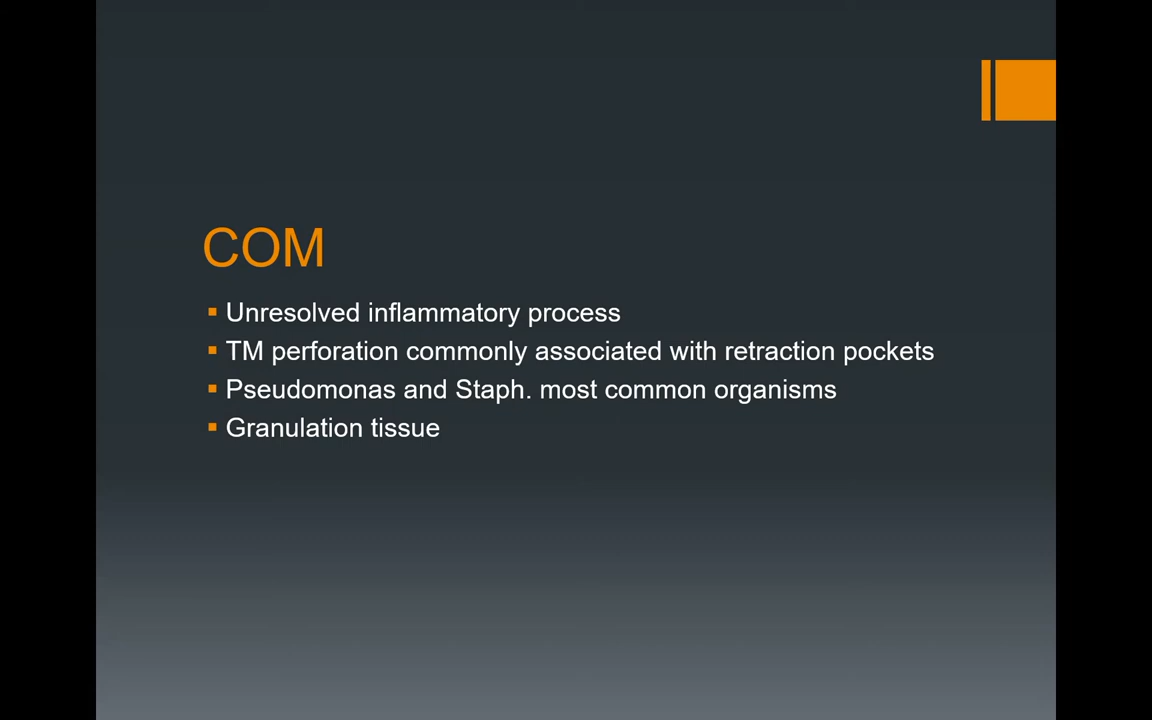 COM
▪ Unresolved inflammatory process
▪ TM perforation commonly associated with retraction pockets
▪ Pseudomonas and Staph. most common organisms
▪ Granulation tissue